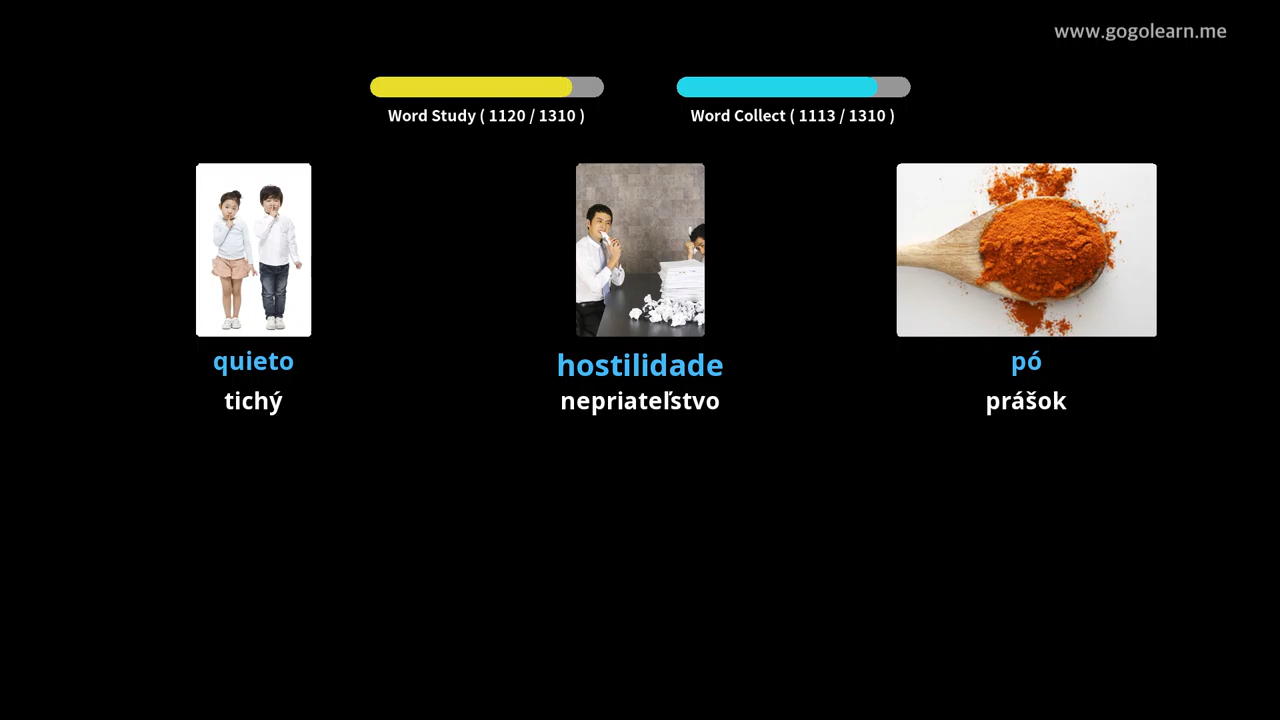 www.gogolearn.me
Word Study ( 1120 / 1310 )
Word Collect ( 1113 / 1310 )
quieto
tichý
hostilidade
nepriateľstvo
pó
prášok